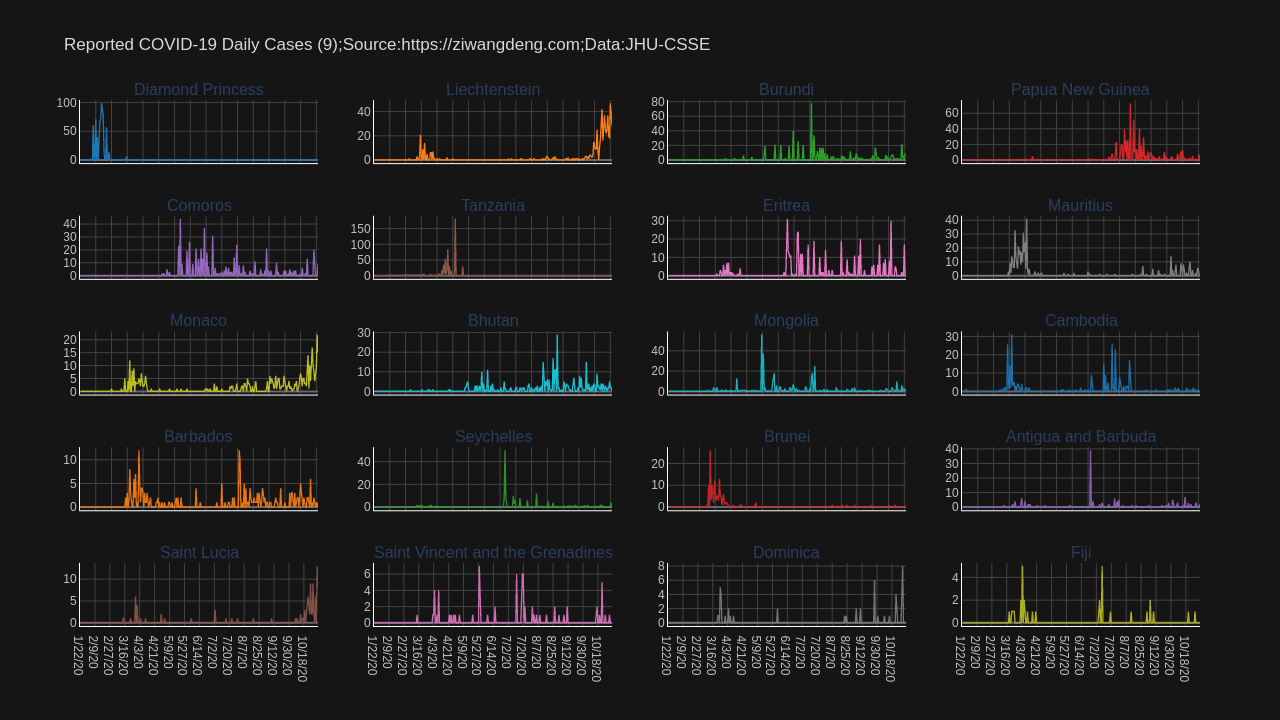 Reported COVID-19 Daily Cases (9);Source:https://ziwangdeng.com;Data:JHU-CSSE
Diamond Princess Liechtenstein Burundi Papua New Guinea
100 50 0
40 20 0
80 60 40 20 0
60 40 20 0
Comoros Tanzania Eritrea Mauritius
40 30 20 10 0
150 100 50 0
30 20 10 0
40 30 20 10 0
Monaco Bhutan Mongolia Cambodia
20 15 10 5 0
30 20 10 0
40 20 0
30 20 10 0
Barbados Seychelles Brunei Antigua and Barbuda
10 5 0
40 20 0
20 10 0
40 30 20 10 0
Saint Lucia Saint Vincent and the Grenadines Dominica Fiji
10 5 0
6 4 2 0
8 6 4 2 0
4 2 0
1/22/20 2/9/20 2/27/20 3/16/20 4/3/20 4/21/20 5/9/20 5/27/20 6/14/20 7/2/20 7/20/20 8/7/20 8/25/20 9/12/20 9/30/20 10/18/20
1/22/20 2/9/20 2/27/20 3/16/20 4/3/20 4/21/20 5/9/20 5/27/20 6/14/20 7/2/20 7/20/20 8/7/20 8/25/20 9/12/20 9/30/20 10/18/20
1/22/20 2/9/20 2/27/20 3/16/20 4/3/20 4/21/20 5/9/20 5/27/20 6/14/20 7/2/20 7/20/20 8/7/20 8/25/20 9/12/20 9/30/20 10/18/20
1/22/20 2/9/20 2/27/20 3/16/20 4/3/20 4/21/20 5/9/20 5/27/20 6/14/20 7/2/20 7/20/20 8/7/20 8/25/20 9/12/20 9/30/20 10/18/20